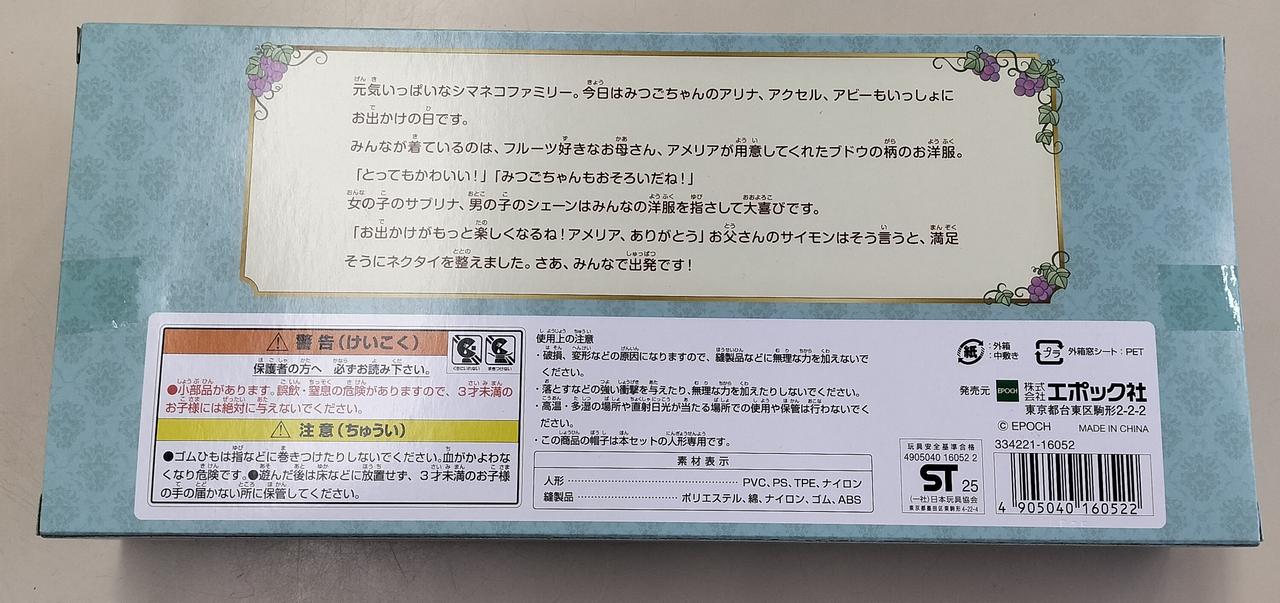 元気いっぱいなシマネコファミリー。今日はみつごちゃんのアリナ、アクセル、アビーもいっしょに
お出かけの日です。
みんなが着ているのは、フルーツ好きなお母さん、アメリアが用意してくれたブドウの柄のお洋服。
「とってもかわいい！」「みつごちゃんもおそろいだね！」
女の子のサブリナ、男の子のシェーンはみんなの洋服を指さして大喜びです。
「お出かけがもっと楽しくなるね！アメリア、ありがとう」お父さんのサイモンはそう言うと、満足
そうにネクタイを整えました。さあ、みんなで出発です！
警告（けいこく）
保護者の方へ 必ずお読み下さい。
●小部品があります。誤飲・窒息の危険がありますので、3才未満の
お子様には絶対に与えないでください。
注意（ちゅうい）
●ゴムひもは指などに巻きつけたりしないでください。血がかよわな
くなり危険です。●遊んだ後は床などに放置せず、3才未満のお子様
の手の届かない所に保管してください。
使用上の注意
・破損、変形などの原因になりますので、縫製品などに無理な力を加えないで
ください。
・落とすなどの強い衝撃を与えたり、無理な力を加えたりしないでください。
・高温・多湿の場所や直射日光が当たる場所での使用や保管は行わないでく
ださい。
・この商品の帽子は本セットの人形専用です。
素材表示
人形 PVC, PS, TPE, ナイロン
縫製品 ポリエステル, 綿, ナイロン, ゴム, ABS
紙 :外箱
:中敷き
プラ 外箱窓シート：PET
発売元 EPOCH 株式会社 エポック社
東京都台東区駒形2-2-2
© EPOCH MADE IN CHINA
334221-16052
玩具安全基準合格
4905040 16052 2
ST 25
(一社)日本玩具協会
東京都墨田区東駒形4-22-4
4 905040 160522